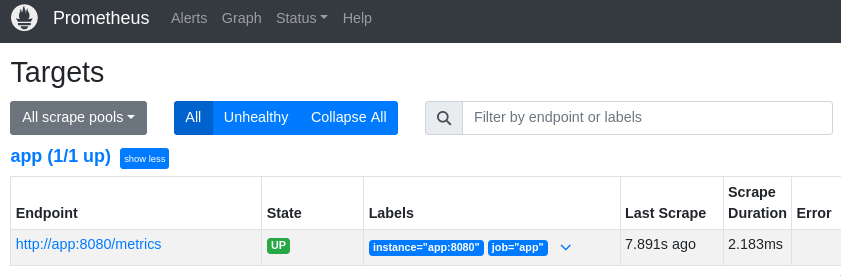 Prometheus Alerts Graph Status Help
Targets
All scrape pools All Unhealthy Collapse All Filter by endpoint or labels
app (1/1 up) show less
Endpoint State Labels Last Scrape Scrape Duration Error
http://app:8080/metrics UP instance="app:8080" job="app" 7.891s ago 2.183ms